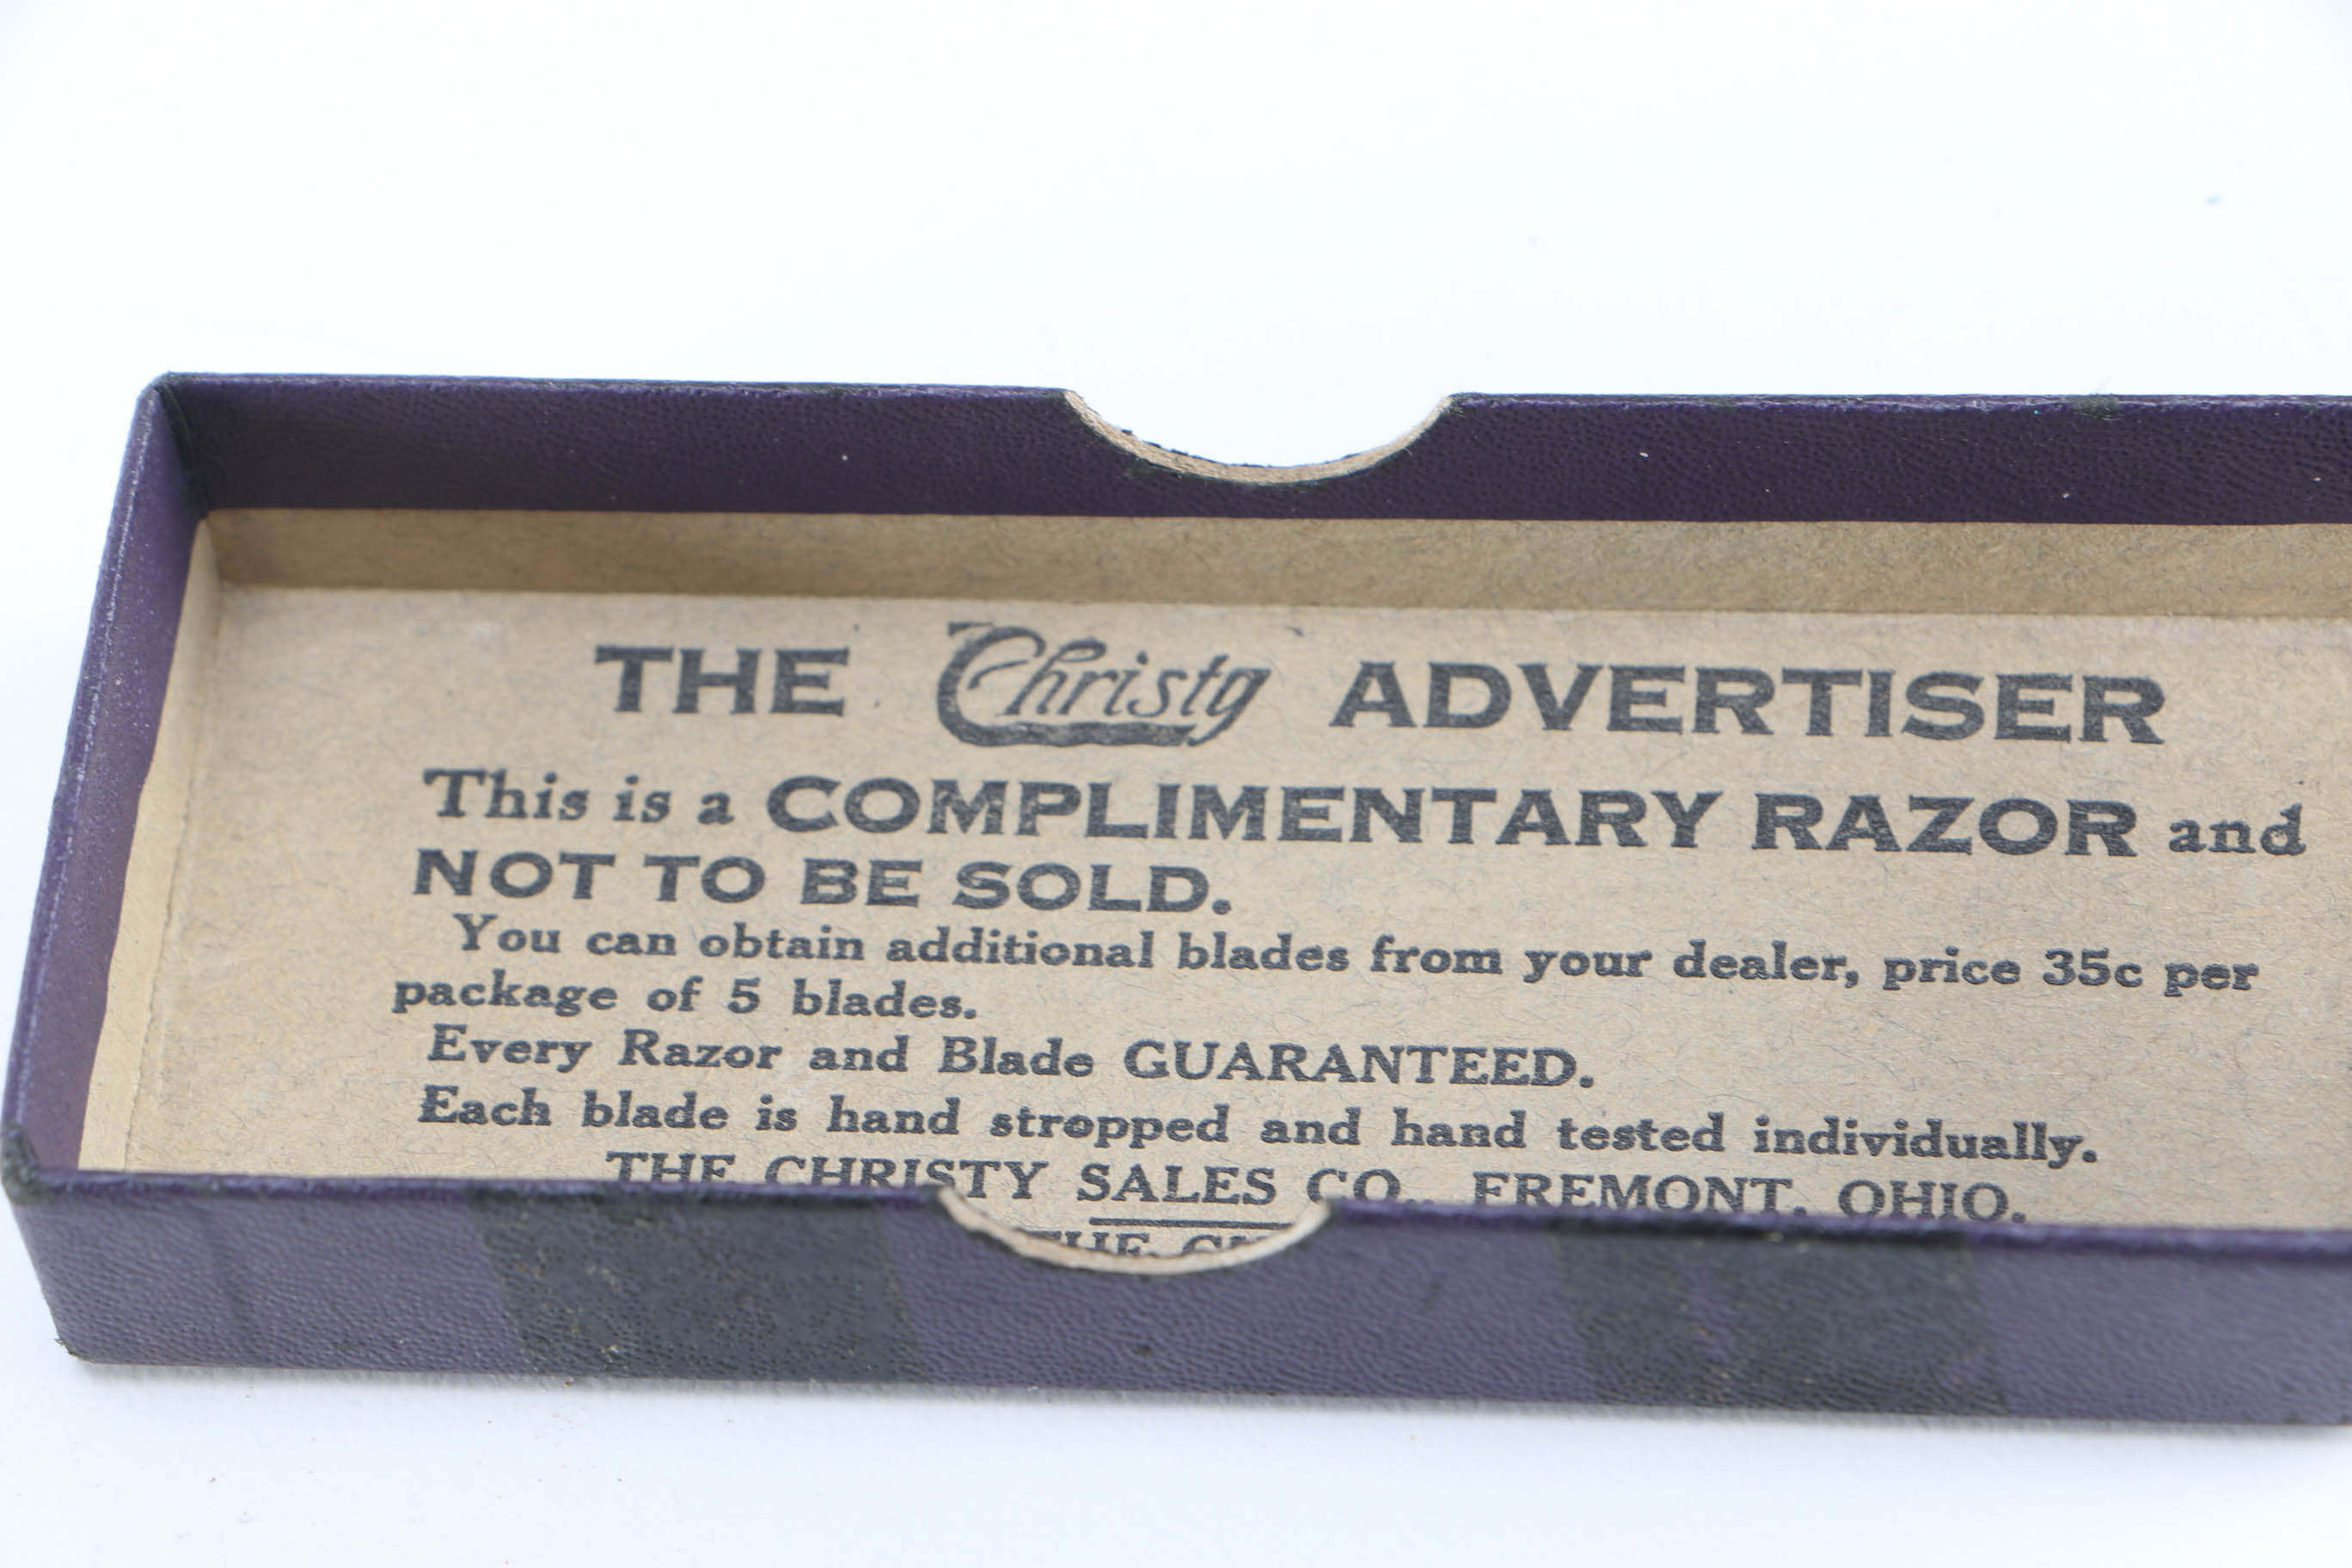 THE Christy ADVERTISER
This is a COMPLIMENTARY RAZOR and
NOT TO BE SOLD.
You can obtain additional blades from your dealer, price 35c per
package of 5 blades.
Every Razor and Blade GUARANTEED.
Each blade is hand stropped and hand tested individually.
THE CHRISTY SALES CO., FREMONT, OHIO.
THE